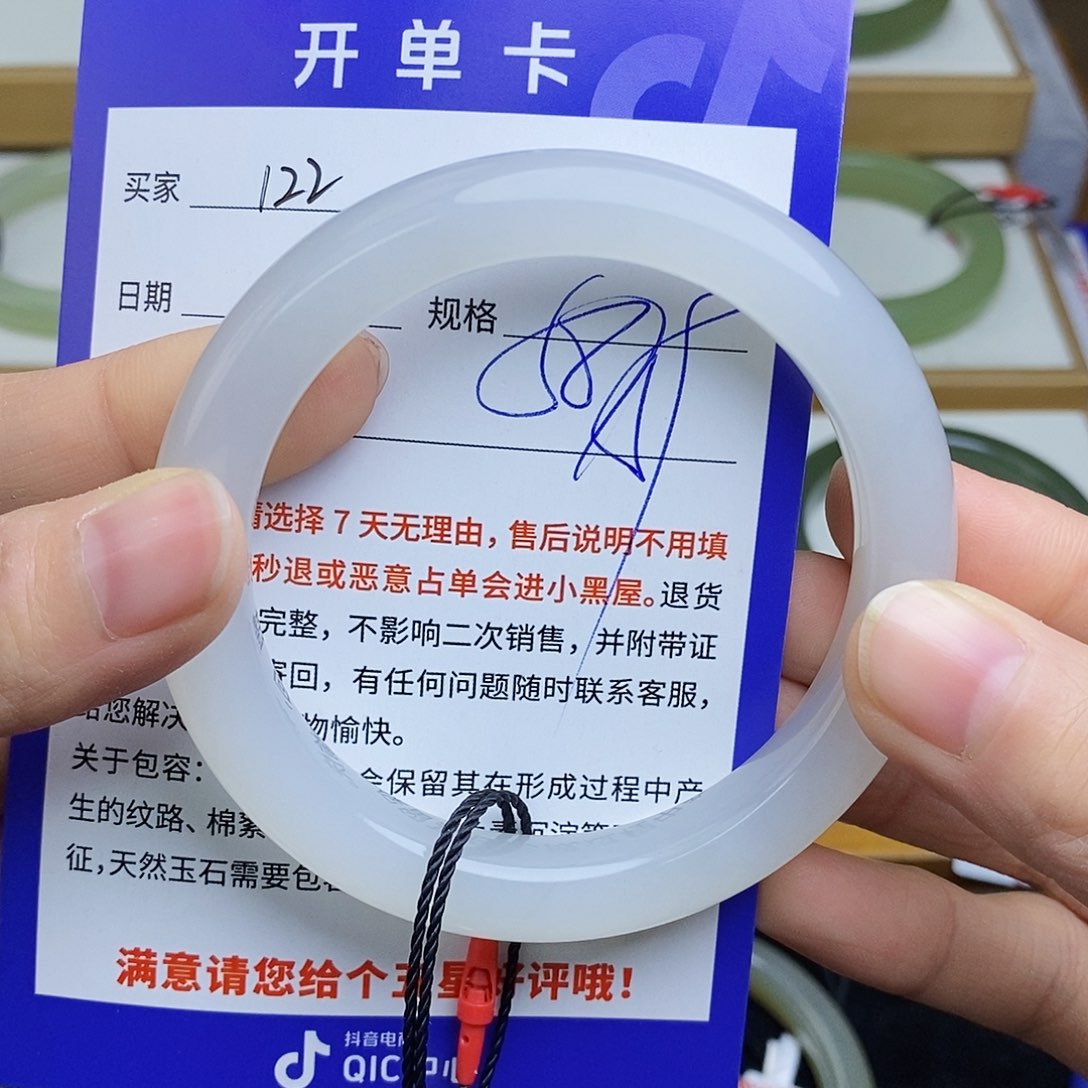 开单卡
买家 122
日期
规格
选择7天无理由，售后说明不用填
秒退或恶意占单会进小黑屋。退货
完整，不影响二次销售，并附带证
寄回，有任何问题随时联系客服，
给您解决 物愉快。
关于包容： 会保留其在形成过程中产
生的纹路、棉絮
征，天然玉石需要包容
满意请您给个五星好评哦！
抖音电商
QIC中心